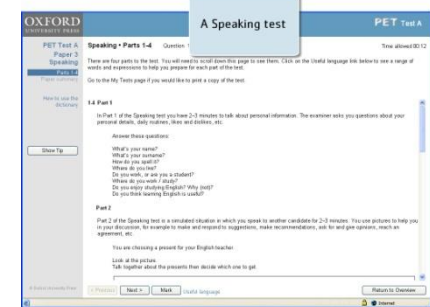 OXFORD
UNIVERSITY PRESS
A Speaking test
PET Test A
PET Test A
Paper 3
Speaking
Parts 1-4
Paper summary
How to use the
dictionary
Show Tip
Speaking • Parts 1-4 Question 1
Time allowed 00:12
There are four parts to the test. You will need to scroll down this page to see them. Click on the Useful language link below to see a range of
words and expressions to help you prepare for each part of the test.
Go to the My Tests page if you would like to print a copy of the test.
1-4 Part 1
In Part 1 of the Speaking test you have 2-3 minutes to talk about personal information. The examiner asks you questions about your
personal details, daily routines, likes and dislikes, etc.
Answer these questions:
What's your name?
What's your surname?
How do you spell it?
Do you work, or are you a student?
Where do you work / study?
Do you enjoy studying English? Why (not)?
Do you think learning English is useful?
Part 2
Part 2 of the Speaking test is a simulated situation in which you speak to another candidate for 2-3 minutes. You use pictures to help you
in your discussion, for example to make and respond to suggestions, make recommendations, ask for and give opinions, reach an
agreement, etc.
You are choosing a present for your English teacher.
Look at the picture.
Talk together about the presents then decide which one to get.
© Oxford University Press
< Previous
Next >
Mark
Useful language
Return to Overview
Internet